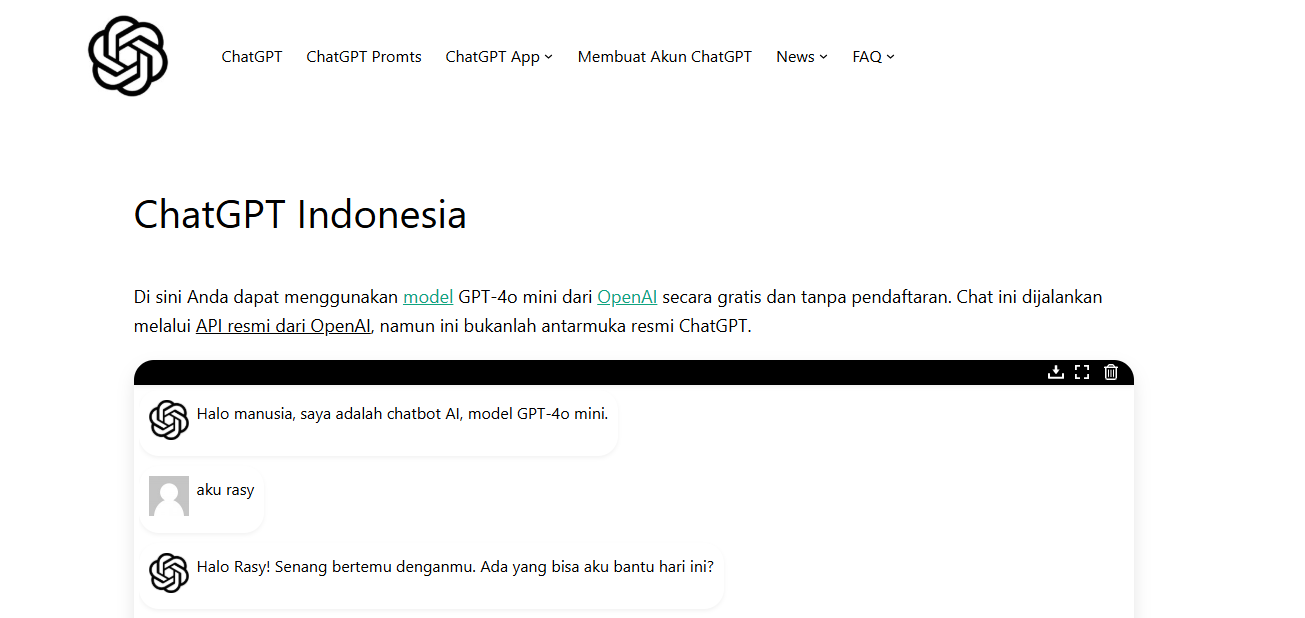 ChatGPT ChatGPT Promts ChatGPT App Membuat Akun ChatGPT News FAQ
ChatGPT Indonesia
Di sini Anda dapat menggunakan model GPT-4o mini dari OpenAI secara gratis dan tanpa pendaftaran. Chat ini dijalankan
melalui API resmi dari OpenAI, namun ini bukanlah antarmuka resmi ChatGPT.
Halo manusia, saya adalah chatbot AI, model GPT-4o mini.
aku rasy
Halo Rasy! Senang bertemu denganmu. Ada yang bisa aku bantu hari ini?